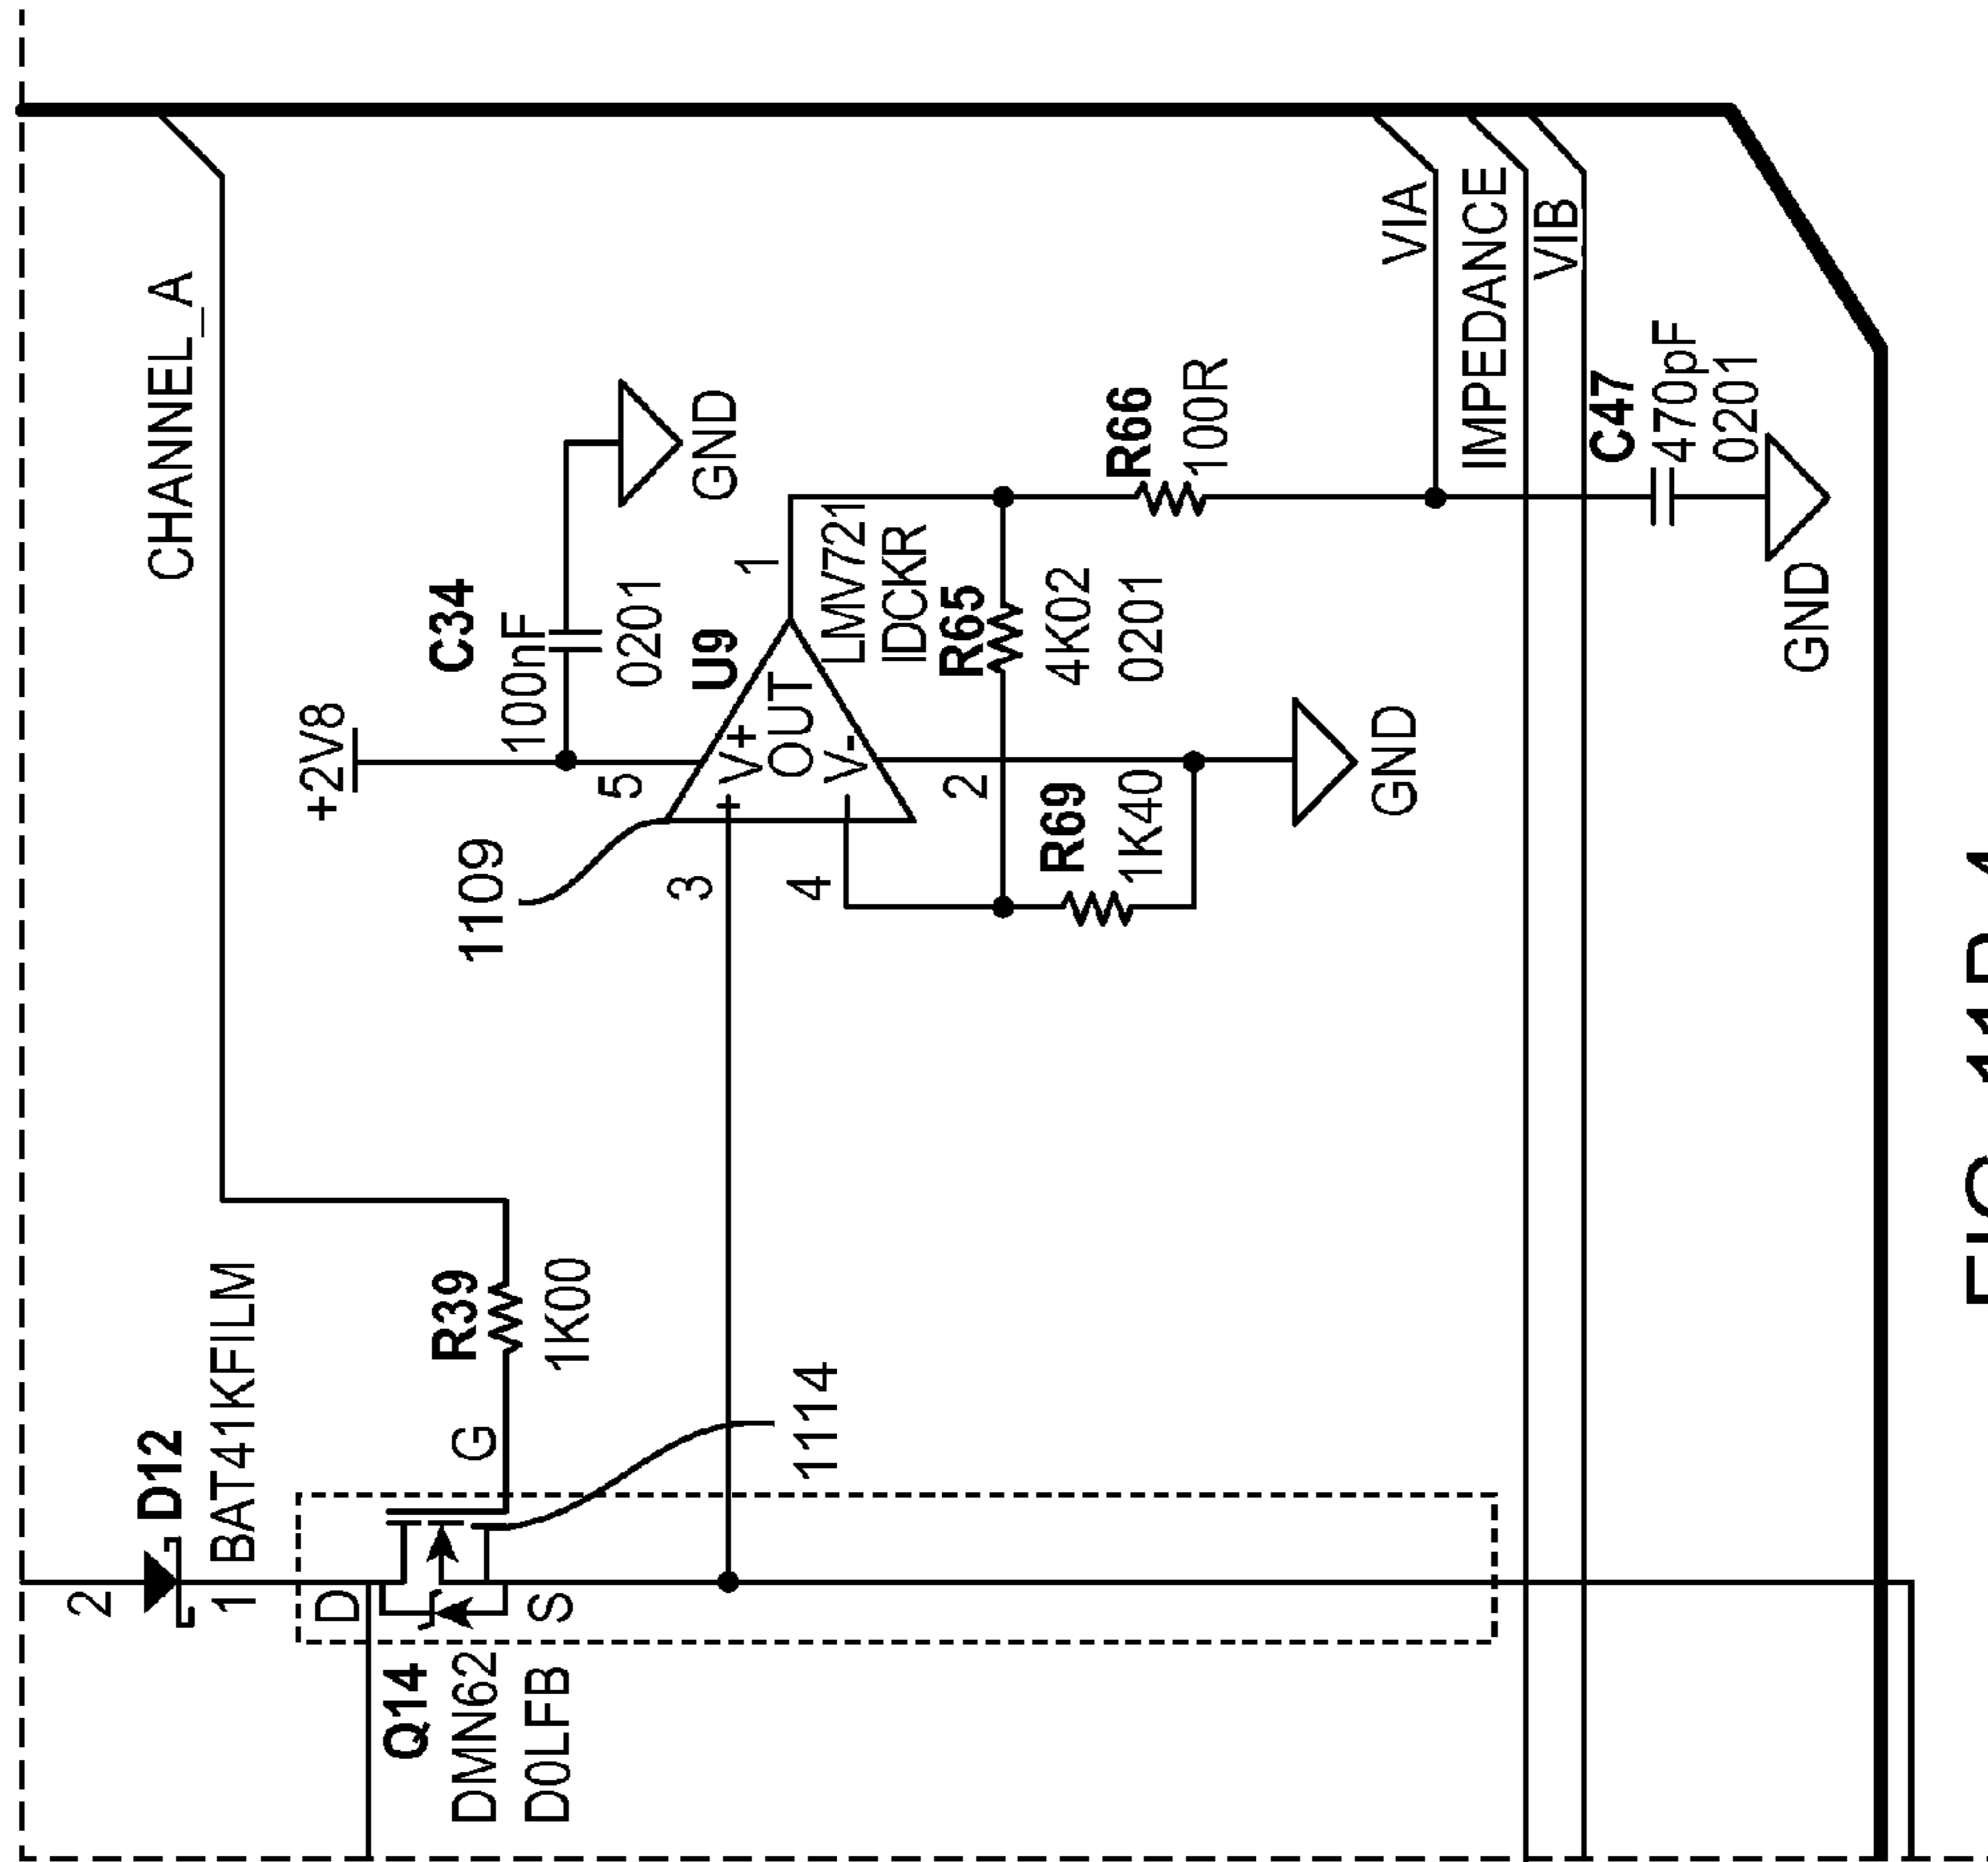 CHANNEL_A
VIA
IMPEDANCE
VIB
C34
100nF
0201
GND
+2V8
5
U9
1
LMV721
IDCKR
V+
OUT
V-
+
-
3
4
2
1109
R65
4K02
0201
R66
100R
R69
1K40
GND
C47
470pF
0201
GND
R39
1K00
G
1114
D12
BAT41KFILM
2
1
D
S
Q14
DMN62
D0LFB